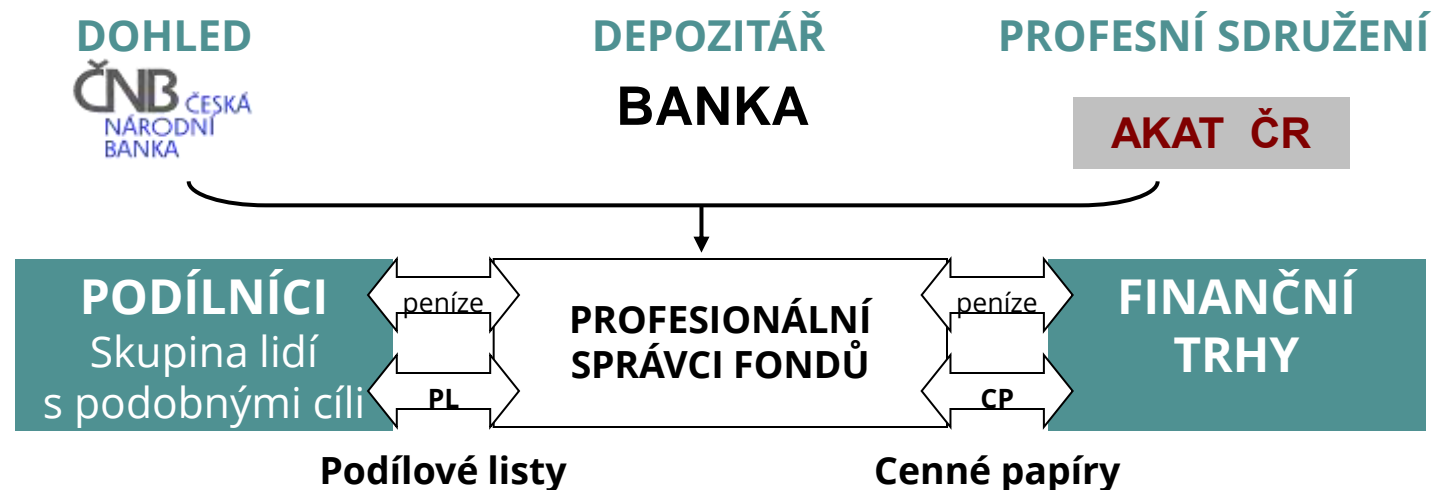 DOHLED
DEPOZITÁŘ
PROFESNÍ SDRUŽENÍ
ČNB ČESKÁ
NÁRODNÍ
BANKA
BANKA
AKAT ČR
PODÍLNÍCI
Skupina lidí
s podobnými cíli
peníze
PL
PROFESIONÁLNÍ
SPRÁVCI FONDŮ
peníze
CP
FINANČNÍ
TRHY
Podílové listy
Cenné papíry